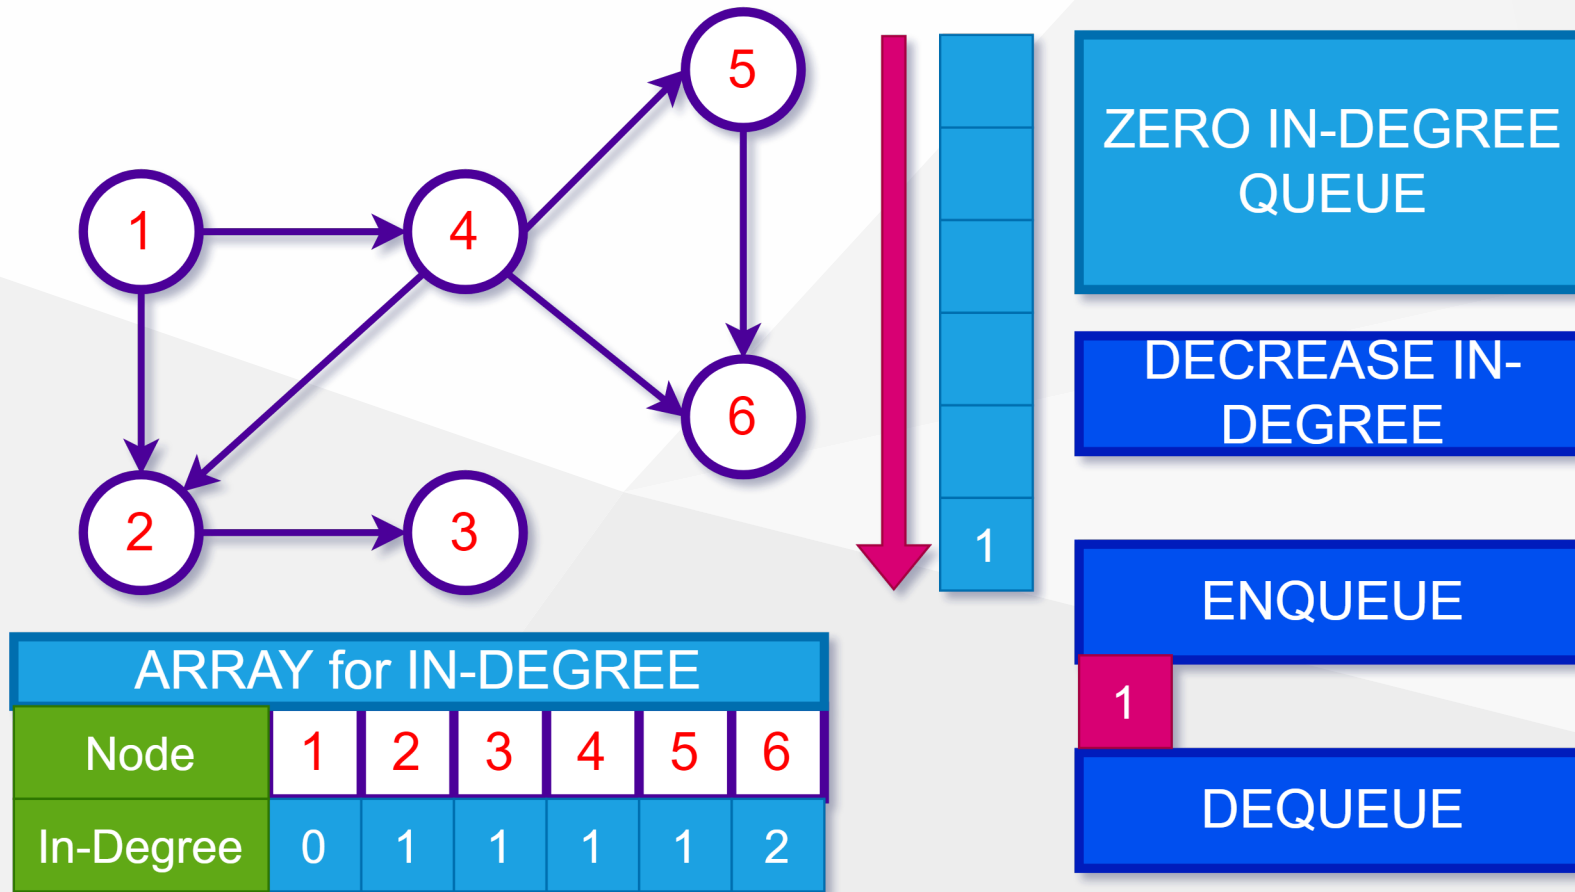 5
1
4
6
2
3
1
ZERO IN-DEGREE
QUEUE
DECREASE IN-
DEGREE
ENQUEUE
1
DEQUEUE
ARRAY for IN-DEGREE
Node 1 2 3 4 5 6
In-Degree 0 1 1 1 1 2